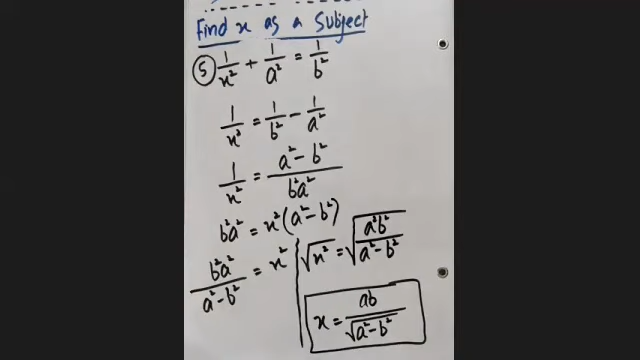 Find x as a Subject
5 1/x² + 1/a² = 1/b²
1/x² = 1/b² − 1/a²
1/x² = (a² − b²)/(b²a²)
b²a² = x²(a² − b²)
b²a²/(a² − b²) = x²
√x² = √(a²b²/(a² − b²))
x = ab/√(a² − b²)